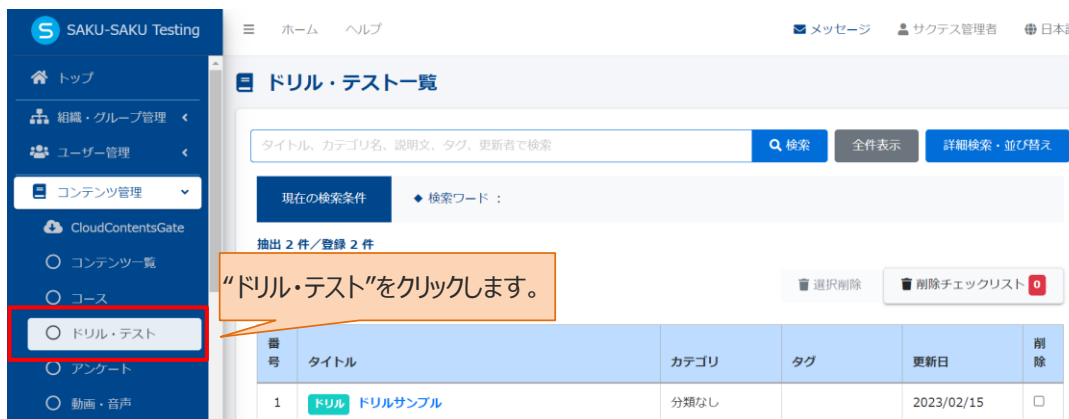 SAKU-SAKU Testing
ホーム ヘルプ
メッセージ サクテス管理者 日本
トップ
組織・グループ管理
ユーザー管理
コンテンツ管理
CloudContentsGate
コンテンツ一覧
コース
ドリル・テスト
アンケート
動画・音声
ドリル・テスト一覧
タイトル、カテゴリ名、説明文、タグ、更新者で検索
検索 全件表示 詳細検索・並び替え
現在の検索条件 ◆ 検索ワード :
抽出 2 件／登録 2 件
“ドリル・テスト”をクリックします。
選択削除 削除チェックリスト 0
番号 タイトル カテゴリ タグ 更新日 削除
1 ドリル ドリルサンプル 分類なし 2023/02/15